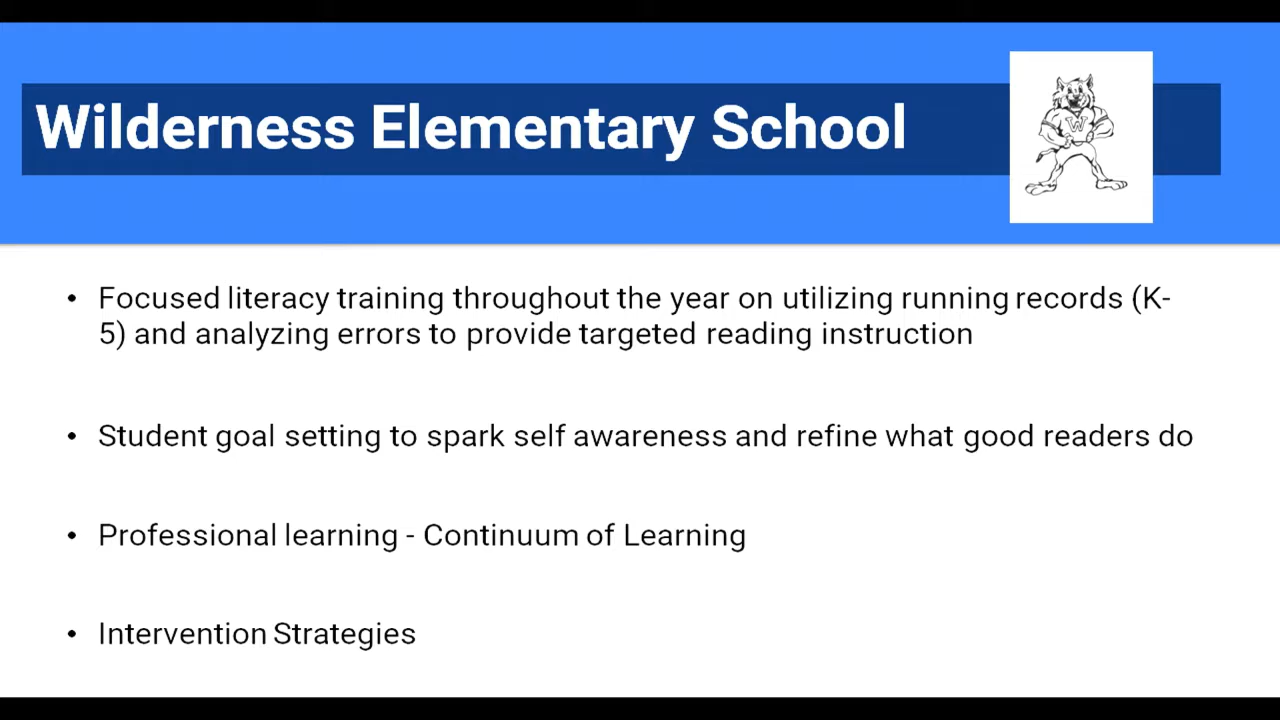 Wilderness Elementary School
W
• Focused literacy training throughout the year on utilizing running records (K-
5) and analyzing errors to provide targeted reading instruction
• Student goal setting to spark self awareness and refine what good readers do
• Professional learning - Continuum of Learning
• Intervention Strategies